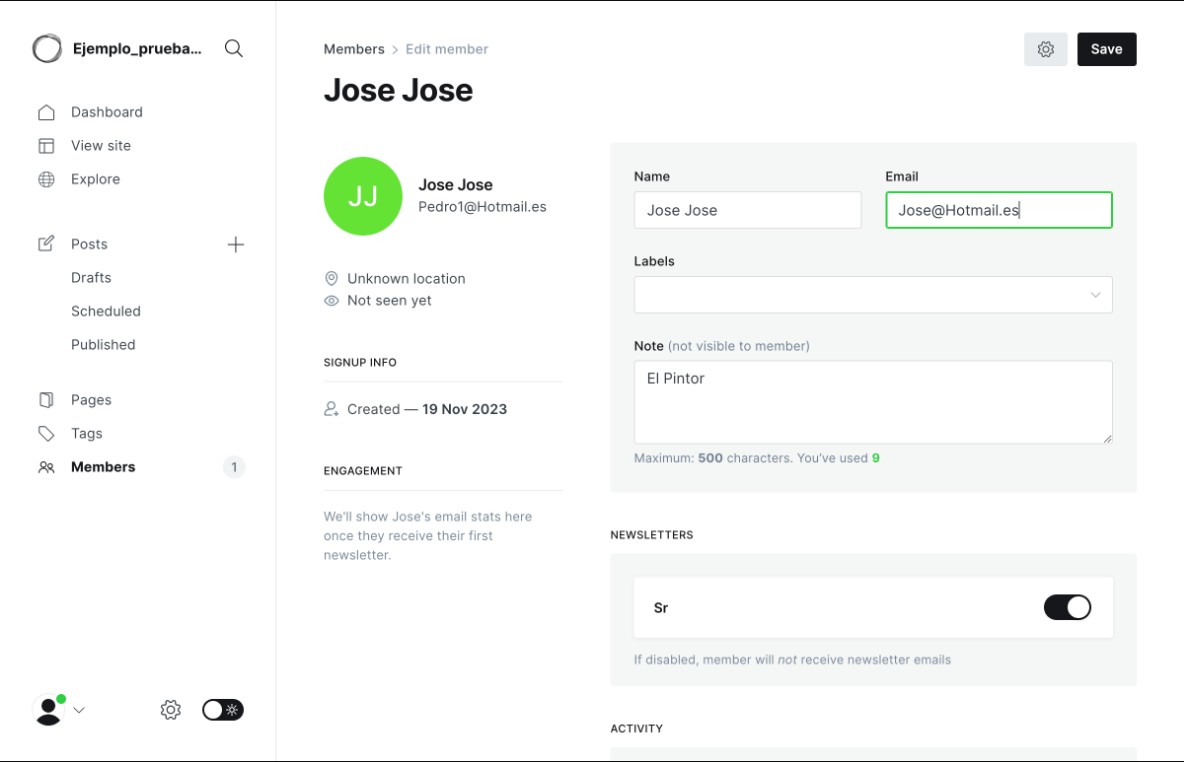 Ejemplo_prueba...
Dashboard
View site
Explore
Posts
Drafts
Scheduled
Published
Pages
Tags
Members
1
Members > Edit member
Save
Jose Jose
JJ
Jose Jose
Pedro1@Hotmail.es
Unknown location
Not seen yet
SIGNUP INFO
Created — 19 Nov 2023
ENGAGEMENT
We'll show Jose's email stats here
once they receive their first
newsletter.
Name
Jose Jose
Email
Jose@Hotmail.es
Labels
Note (not visible to member)
El Pintor
Maximum: 500 characters. You've used 9
NEWSLETTERS
Sr
If disabled, member will not receive newsletter emails
ACTIVITY